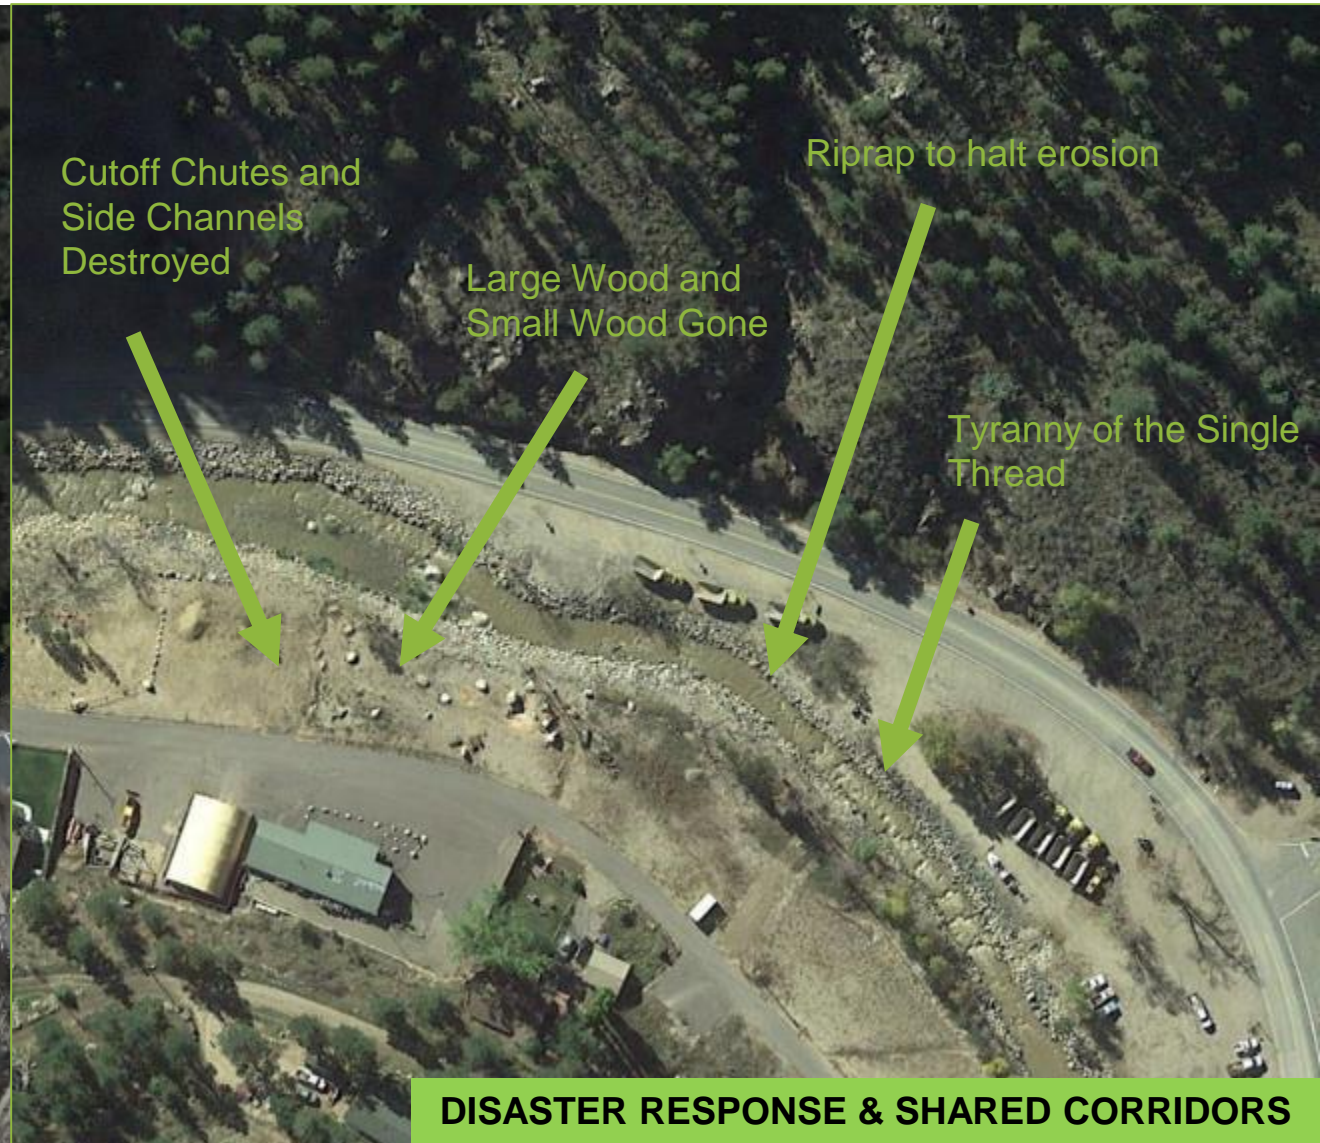 Cutoff Chutes and
Side Channels
Destroyed
Large Wood and
Small Wood Gone
Riprap to halt erosion
Tyranny of the Single
Thread
DISASTER RESPONSE & SHARED CORRIDORS